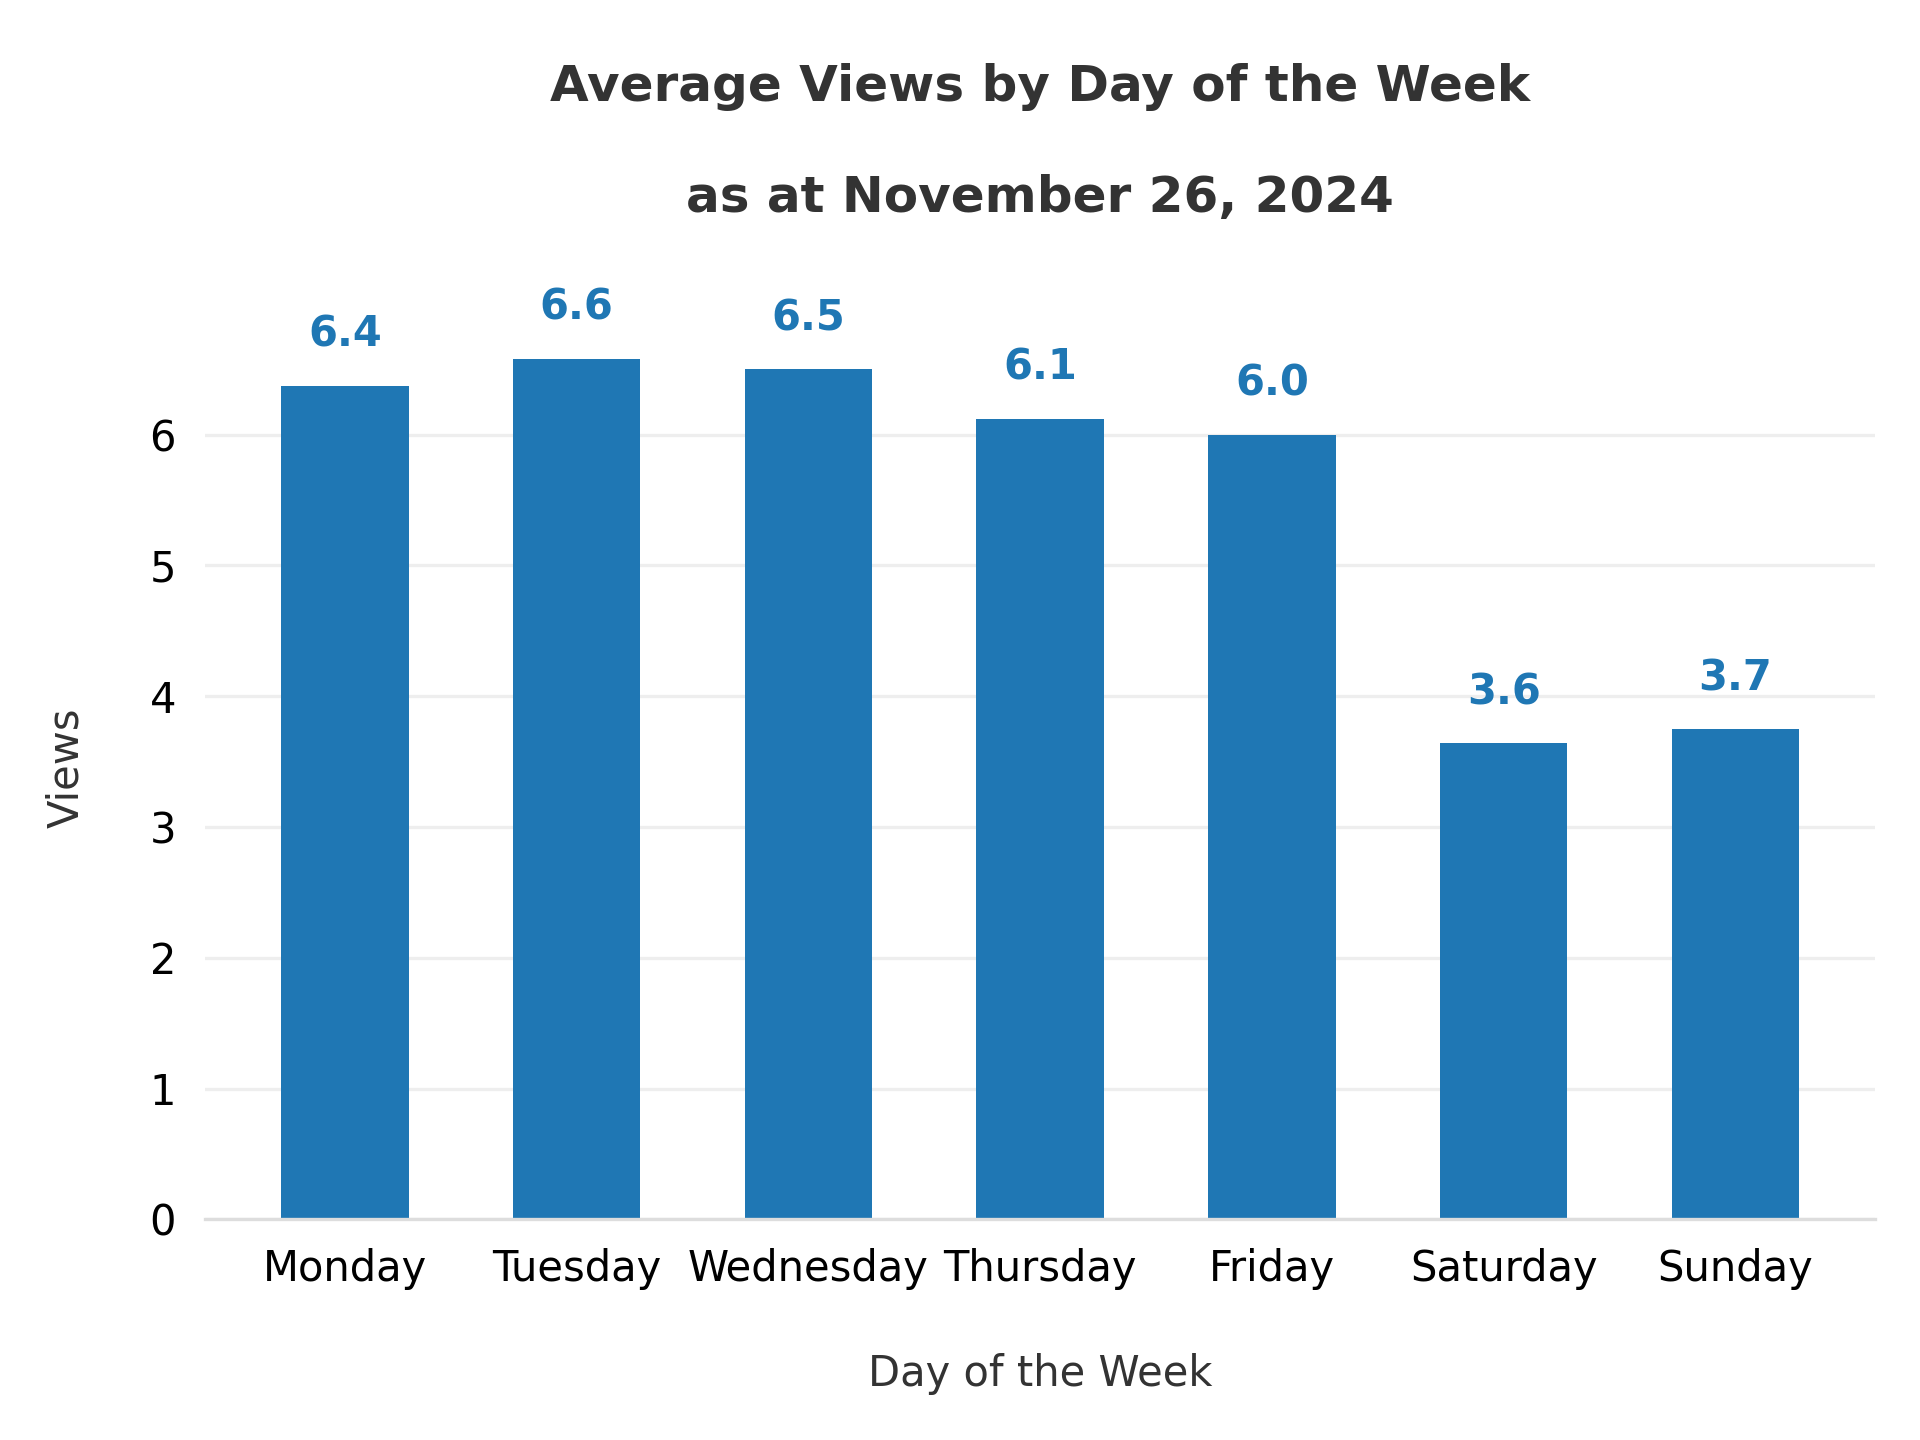 Average Views by Day of the Week
as at November 26, 2024
6.4
6.6
6.5
6.1
6.0
3.6
3.7
6
5
4
3
2
1
0
Views
Monday Tuesday Wednesday Thursday Friday Saturday Sunday
Day of the Week